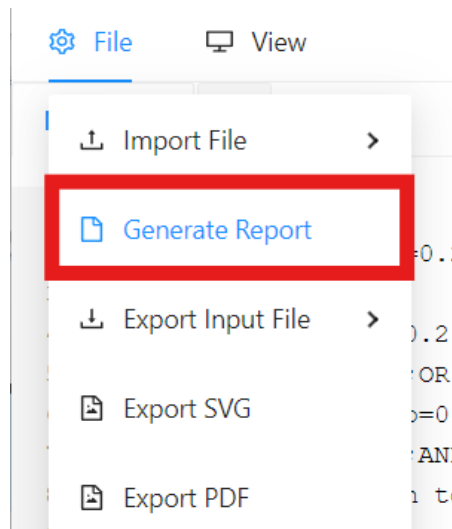 File View
Import File
Generate Report
Export Input File
Export SVG
Export PDF